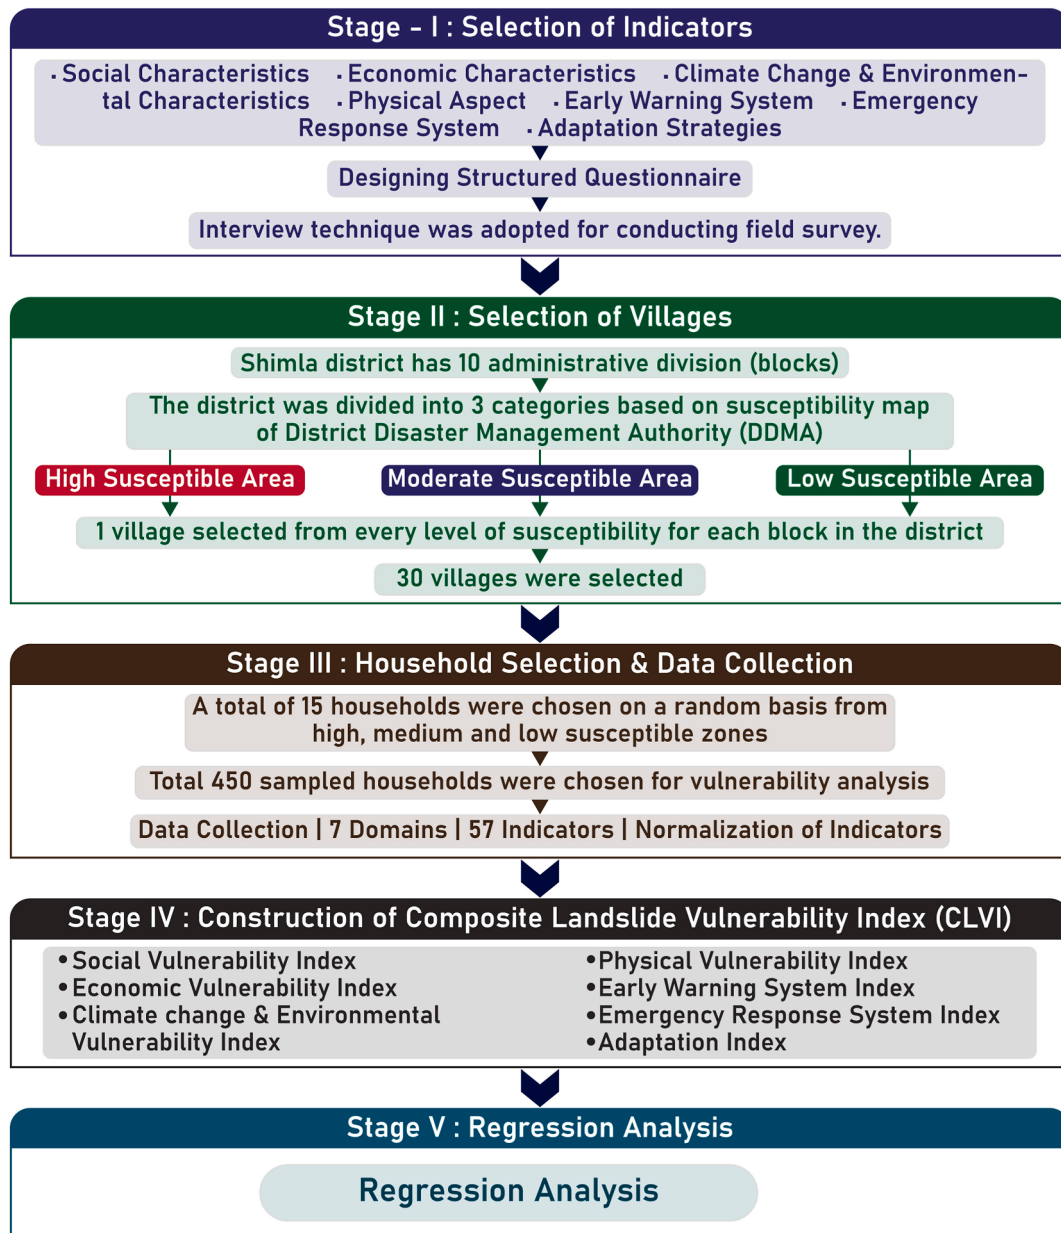 Stage - I : Selection of Indicators
· Social Characteristics · Economic Characteristics · Climate Change & Environmen-
tal Characteristics · Physical Aspect · Early Warning System · Emergency
Response System · Adaptation Strategies
Designing Structured Questionnaire
Interview technique was adopted for conducting field survey.
Stage II : Selection of Villages
Shimla district has 10 administrative division (blocks)
The district was divided into 3 categories based on susceptibility map
of District Disaster Management Authority (DDMA)
High Susceptible Area
Moderate Susceptible Area
Low Susceptible Area
1 village selected from every level of susceptibility for each block in the district
30 villages were selected
Stage III : Household Selection & Data Collection
A total of 15 households were chosen on a random basis from
high, medium and low susceptible zones
Total 450 sampled households were chosen for vulnerability analysis
Data Collection | 7 Domains | 57 Indicators | Normalization of Indicators
Stage IV : Construction of Composite Landslide Vulnerability Index (CLVI)
• Social Vulnerability Index
• Economic Vulnerability Index
• Climate change & Environmental
Vulnerability Index
• Physical Vulnerability Index
• Early Warning System Index
• Emergency Response System Index
• Adaptation Index
Stage V : Regression Analysis
Regression Analysis